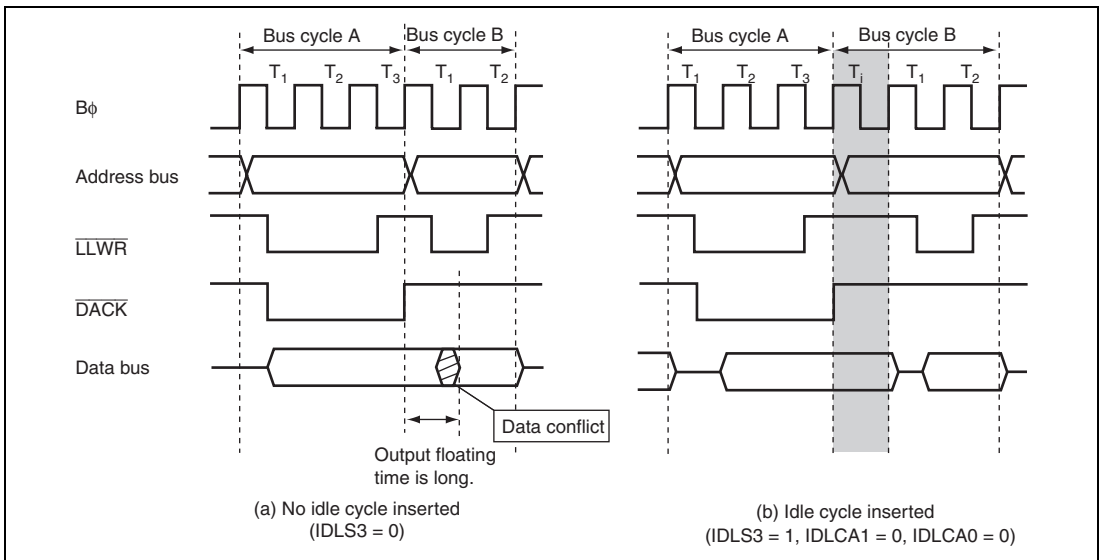 Bus cycle A Bus cycle B Bus cycle A Bus cycle B
T1 T2 T3 T1 T2 T1 T2 T3 Ti T1 T2
Bϕ
Address bus
LLWR
DACK
Data bus
Data conflict
Output floating
time is long.
(a) No idle cycle inserted
(IDLS3 = 0)
(b) Idle cycle inserted
(IDLS3 = 1, IDLCA1 = 0, IDLCA0 = 0)